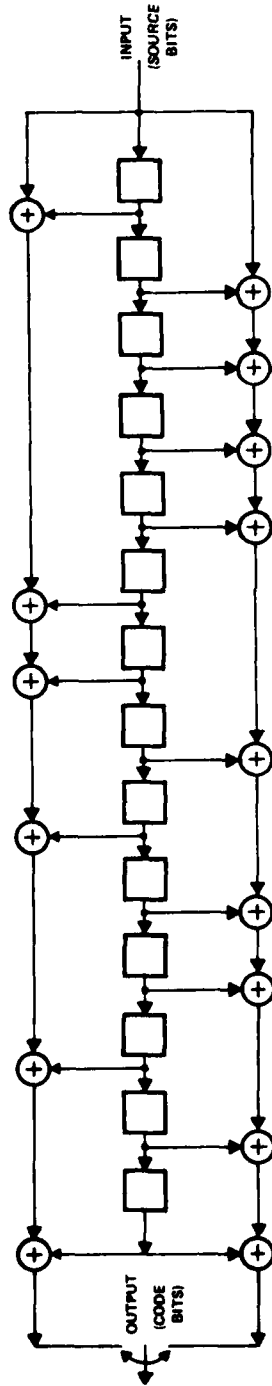 INPUT
(SOURCE
BITS)
OUTPUT
(CODE
BITS)